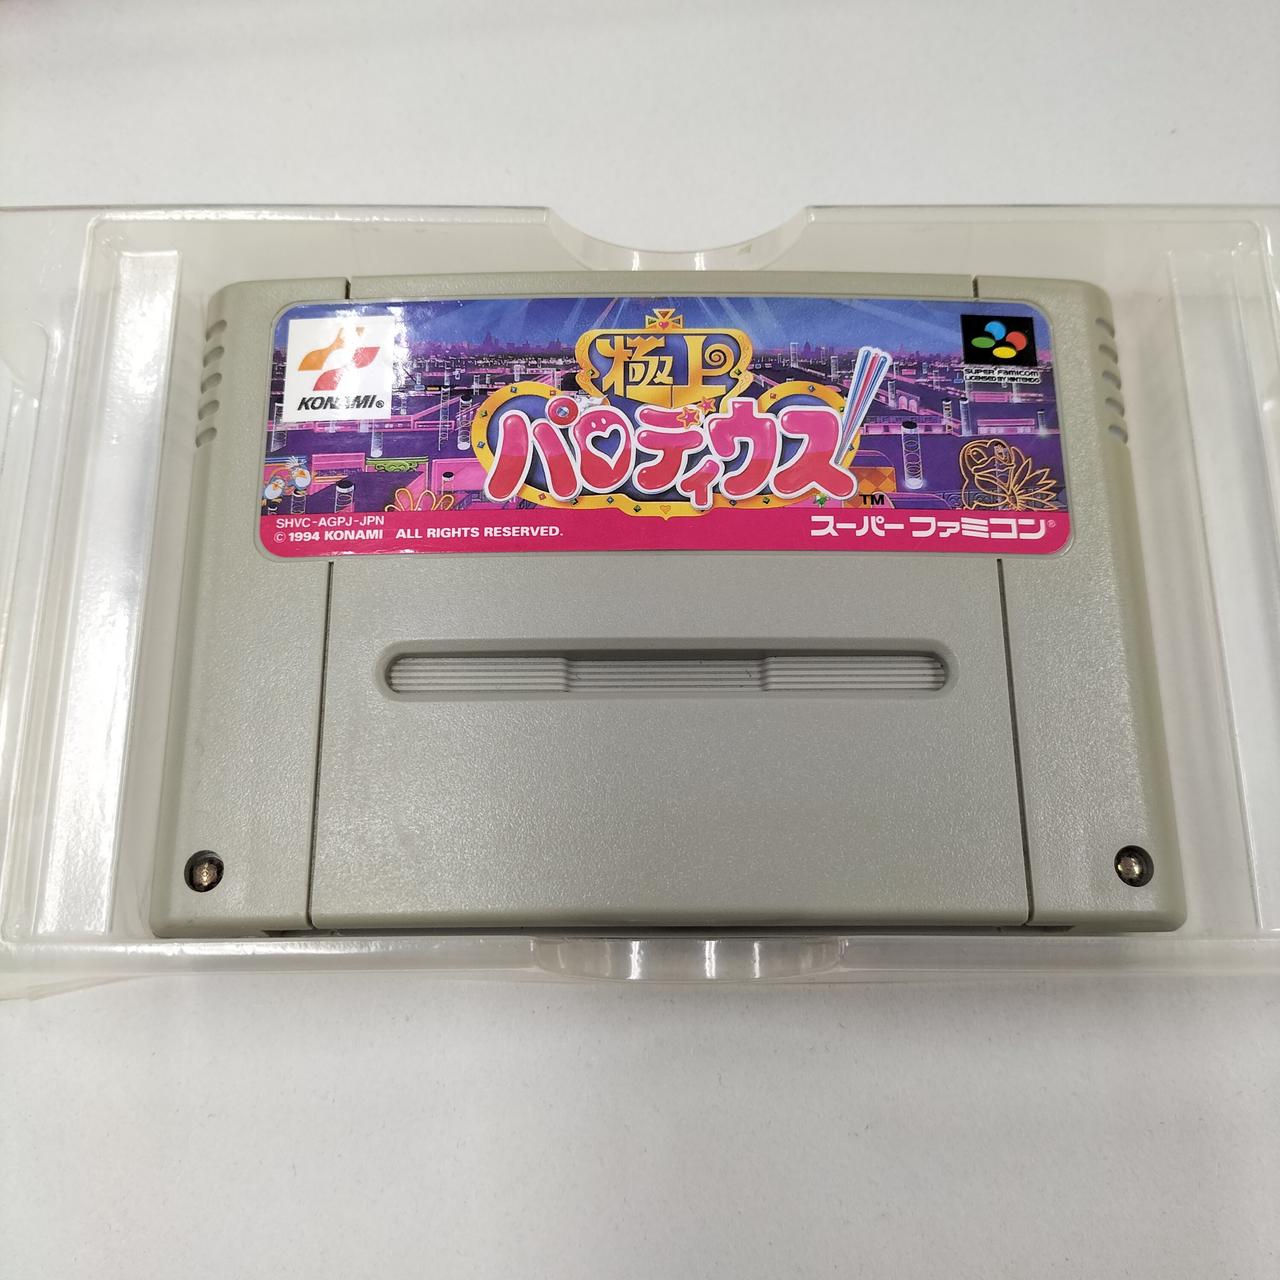 KONAMI®
極上
パロディウス
TM
SUPER FAMICOM
LICENSED BY NINTENDO
SHVC-AGPJ-JPN
© 1994 KONAMI ALL RIGHTS RESERVED.
スーパーファミコン®